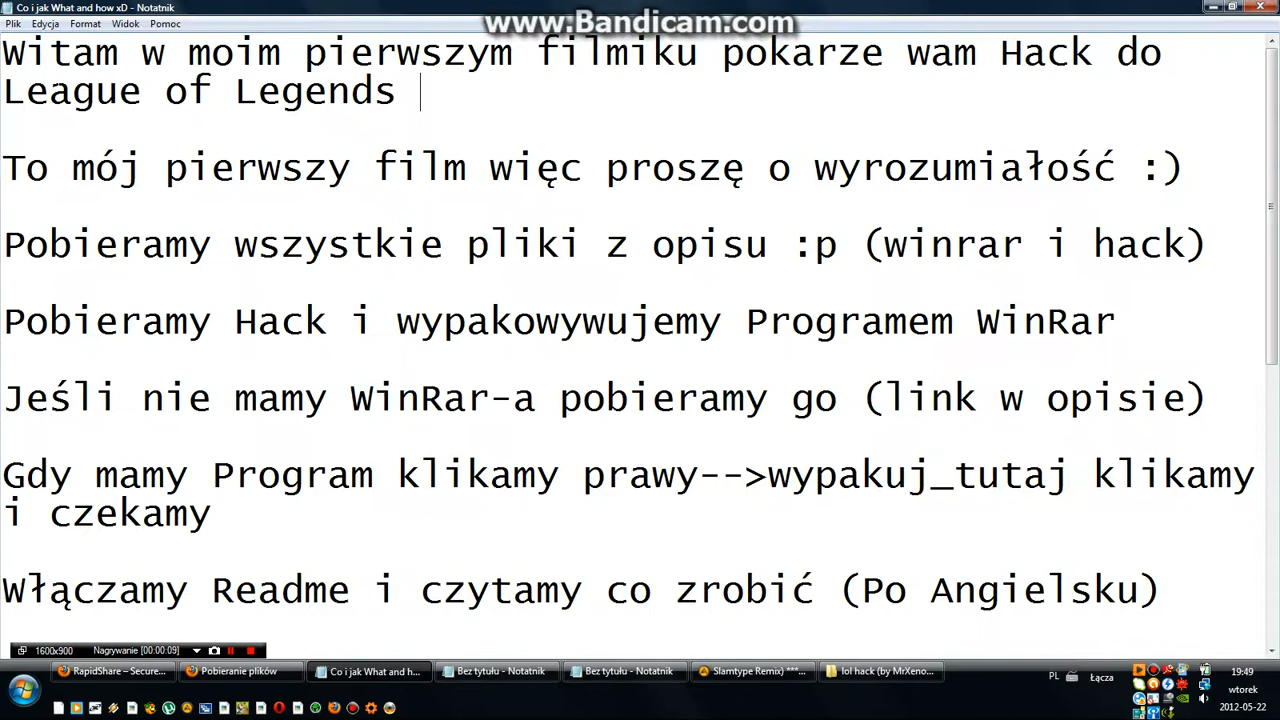 Co i jak What and how xD - Notatnik
www.Bandicam.com
Plik Edycja Format Widok Pomoc
Witam w moim pierwszym filmiku pokarze wam Hack do
League of Legends
To mój pierwszy film więc proszę o wyrozumiałość :)
Pobieramy wszystkie pliki z opisu :p (winrar i hack)
Pobieramy Hack i wypakowywujemy Programem WinRar
Jeśli nie mamy WinRar-a pobieramy go (link w opisie)
Gdy mamy Program klikamy prawy-->wypakuj_tutaj klikamy
i czekamy
Włączamy Readme i czytamy co zrobić (Po Angielsku)
1600x900 Nagrywanie [00:00:09]
RapidShare – Secure... Pobieranie plików Co i jak What and h... Bez tytułu - Notatnik Bez tytułu - Notatnik Slamtype Remix) ***... lol hack (by MrXeno...
PL Łącza
19:49
wtorek
2012-05-22